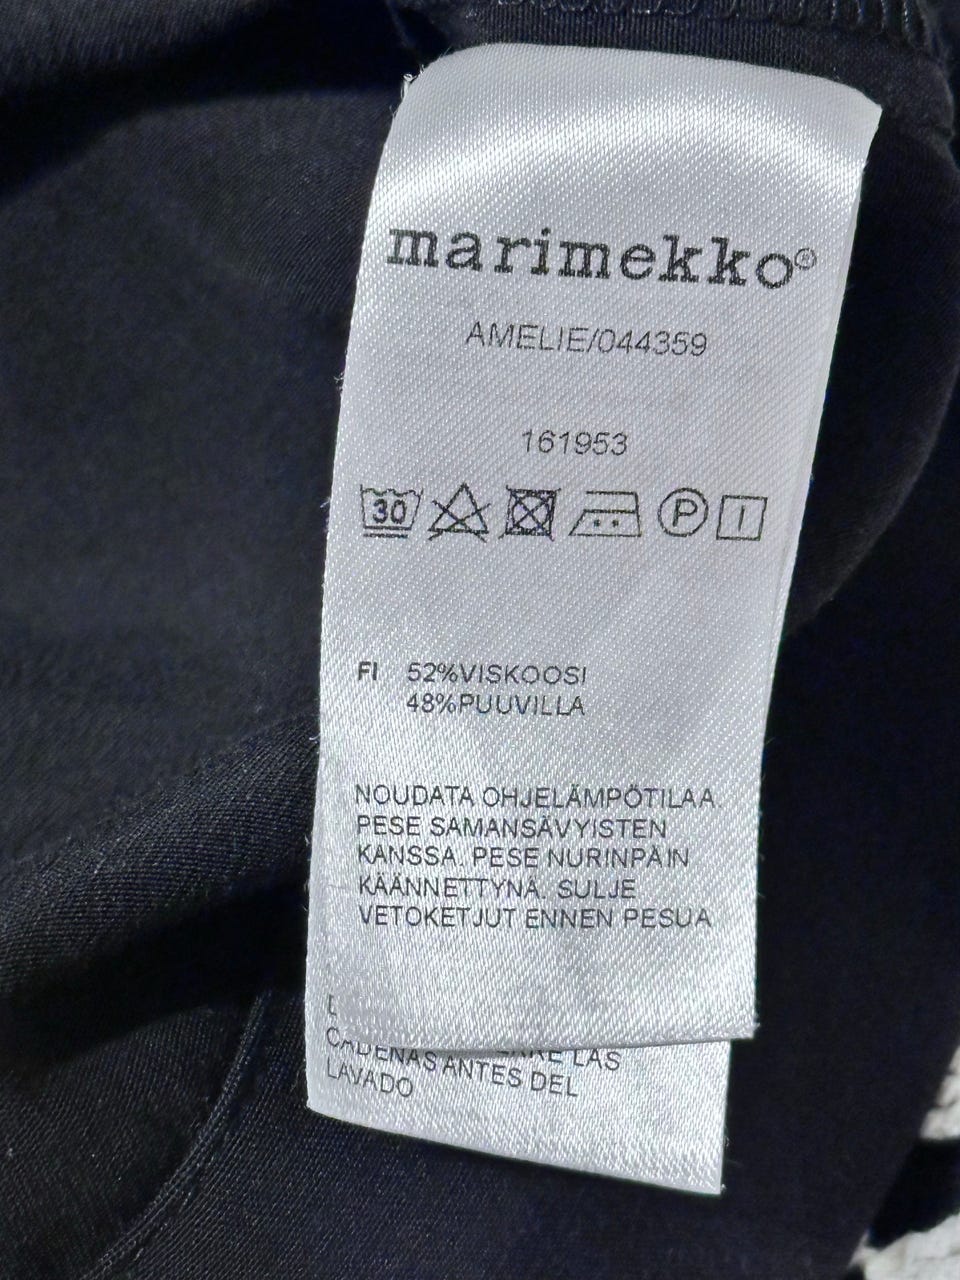 marimekko®
AMELIE/044359
161953
30
P
FI 52%VISKOOSI
48%PUUVILLA
NOUDATA OHJELÄMPÖTILAA.
PESE SAMANSÄVYISTEN
KANSSA. PESE NURINPÄIN
KÄÄNNETTYNÄ. SULJE
VETOKETJUT ENNEN PESUA
LAS
CADENAS ANTES DEL
LAVADO